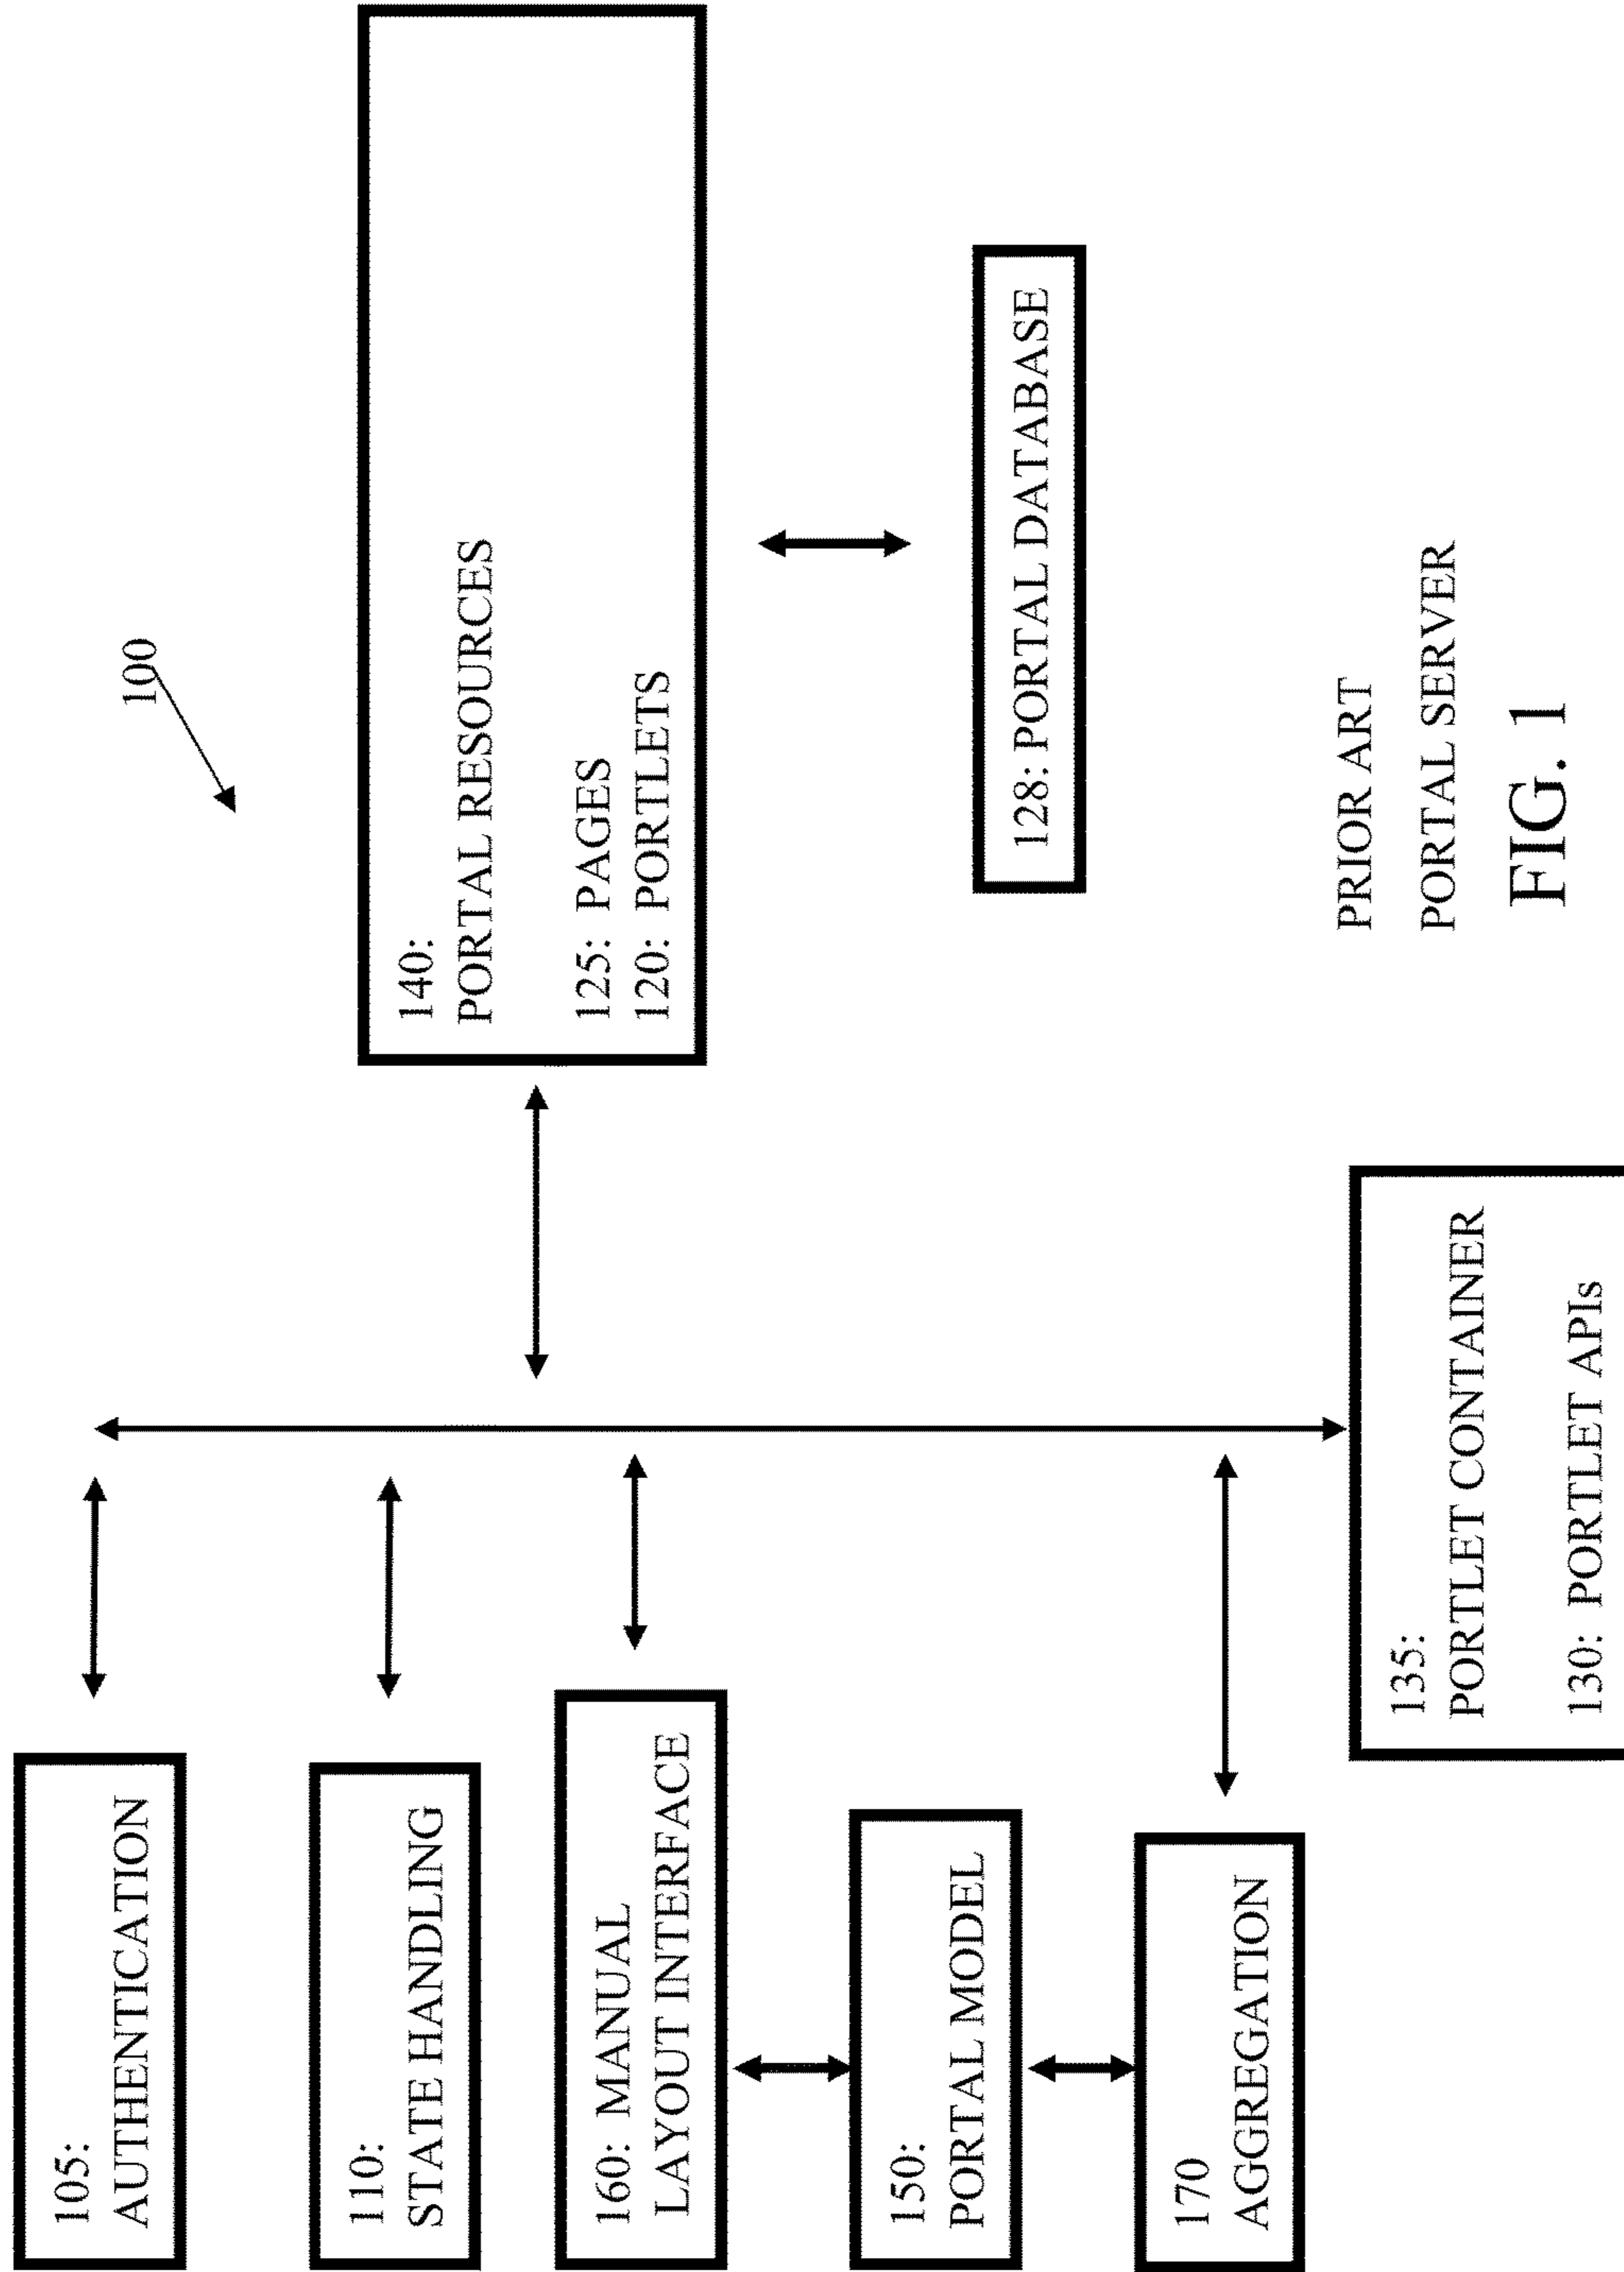 100
105:
AUTHENTICATION
110:
STATE HANDLING
160: MANUAL
LAYOUT INTERFACE
150:
PORTAL MODEL
170
AGGREGATION
135:
PORTLET CONTAINER
130: PORTLET APIs
140:
PORTAL RESOURCES
125: PAGES
120: PORTLETS
128: PORTAL DATABASE
PRIOR ART
PORTAL SERVER
FIG. 1